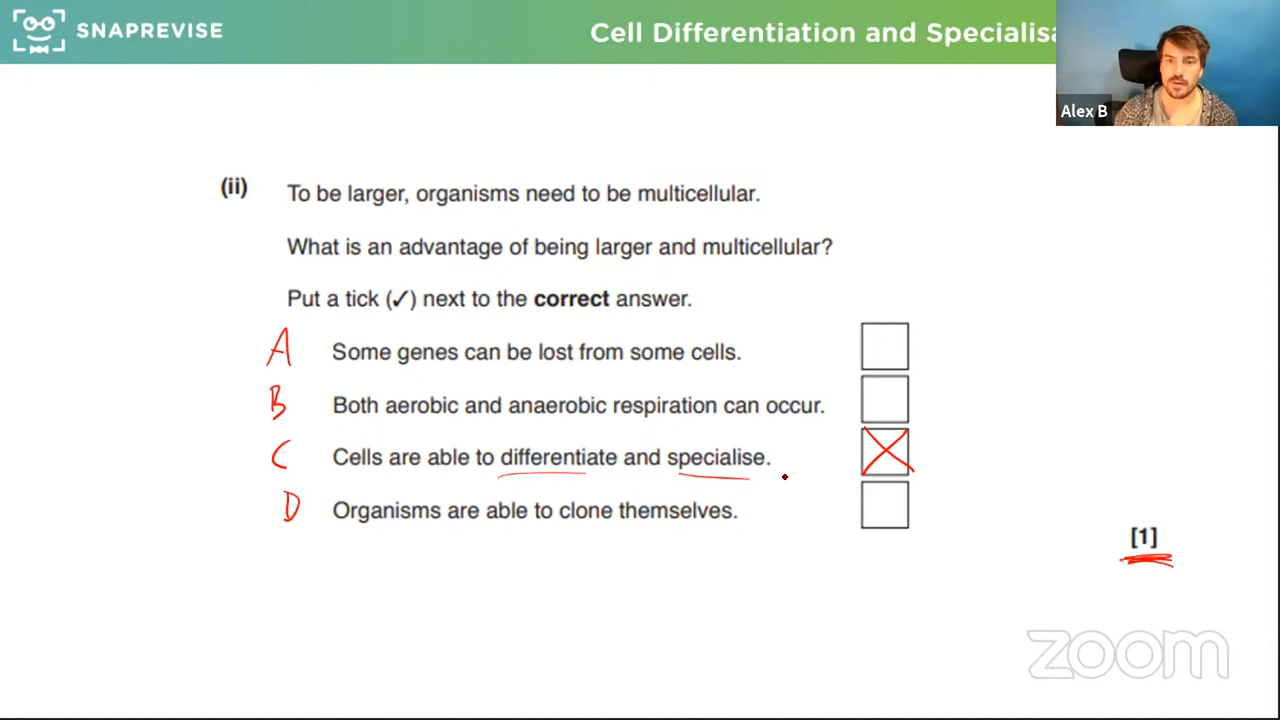 SNAPREVISE
Cell Differentiation and Specialisa
Alex B
(ii) To be larger, organisms need to be multicellular.
What is an advantage of being larger and multicellular?
Put a tick (✓) next to the correct answer.
A Some genes can be lost from some cells.
B Both aerobic and anaerobic respiration can occur.
C Cells are able to differentiate and specialise.
D Organisms are able to clone themselves.
[1]
zoom